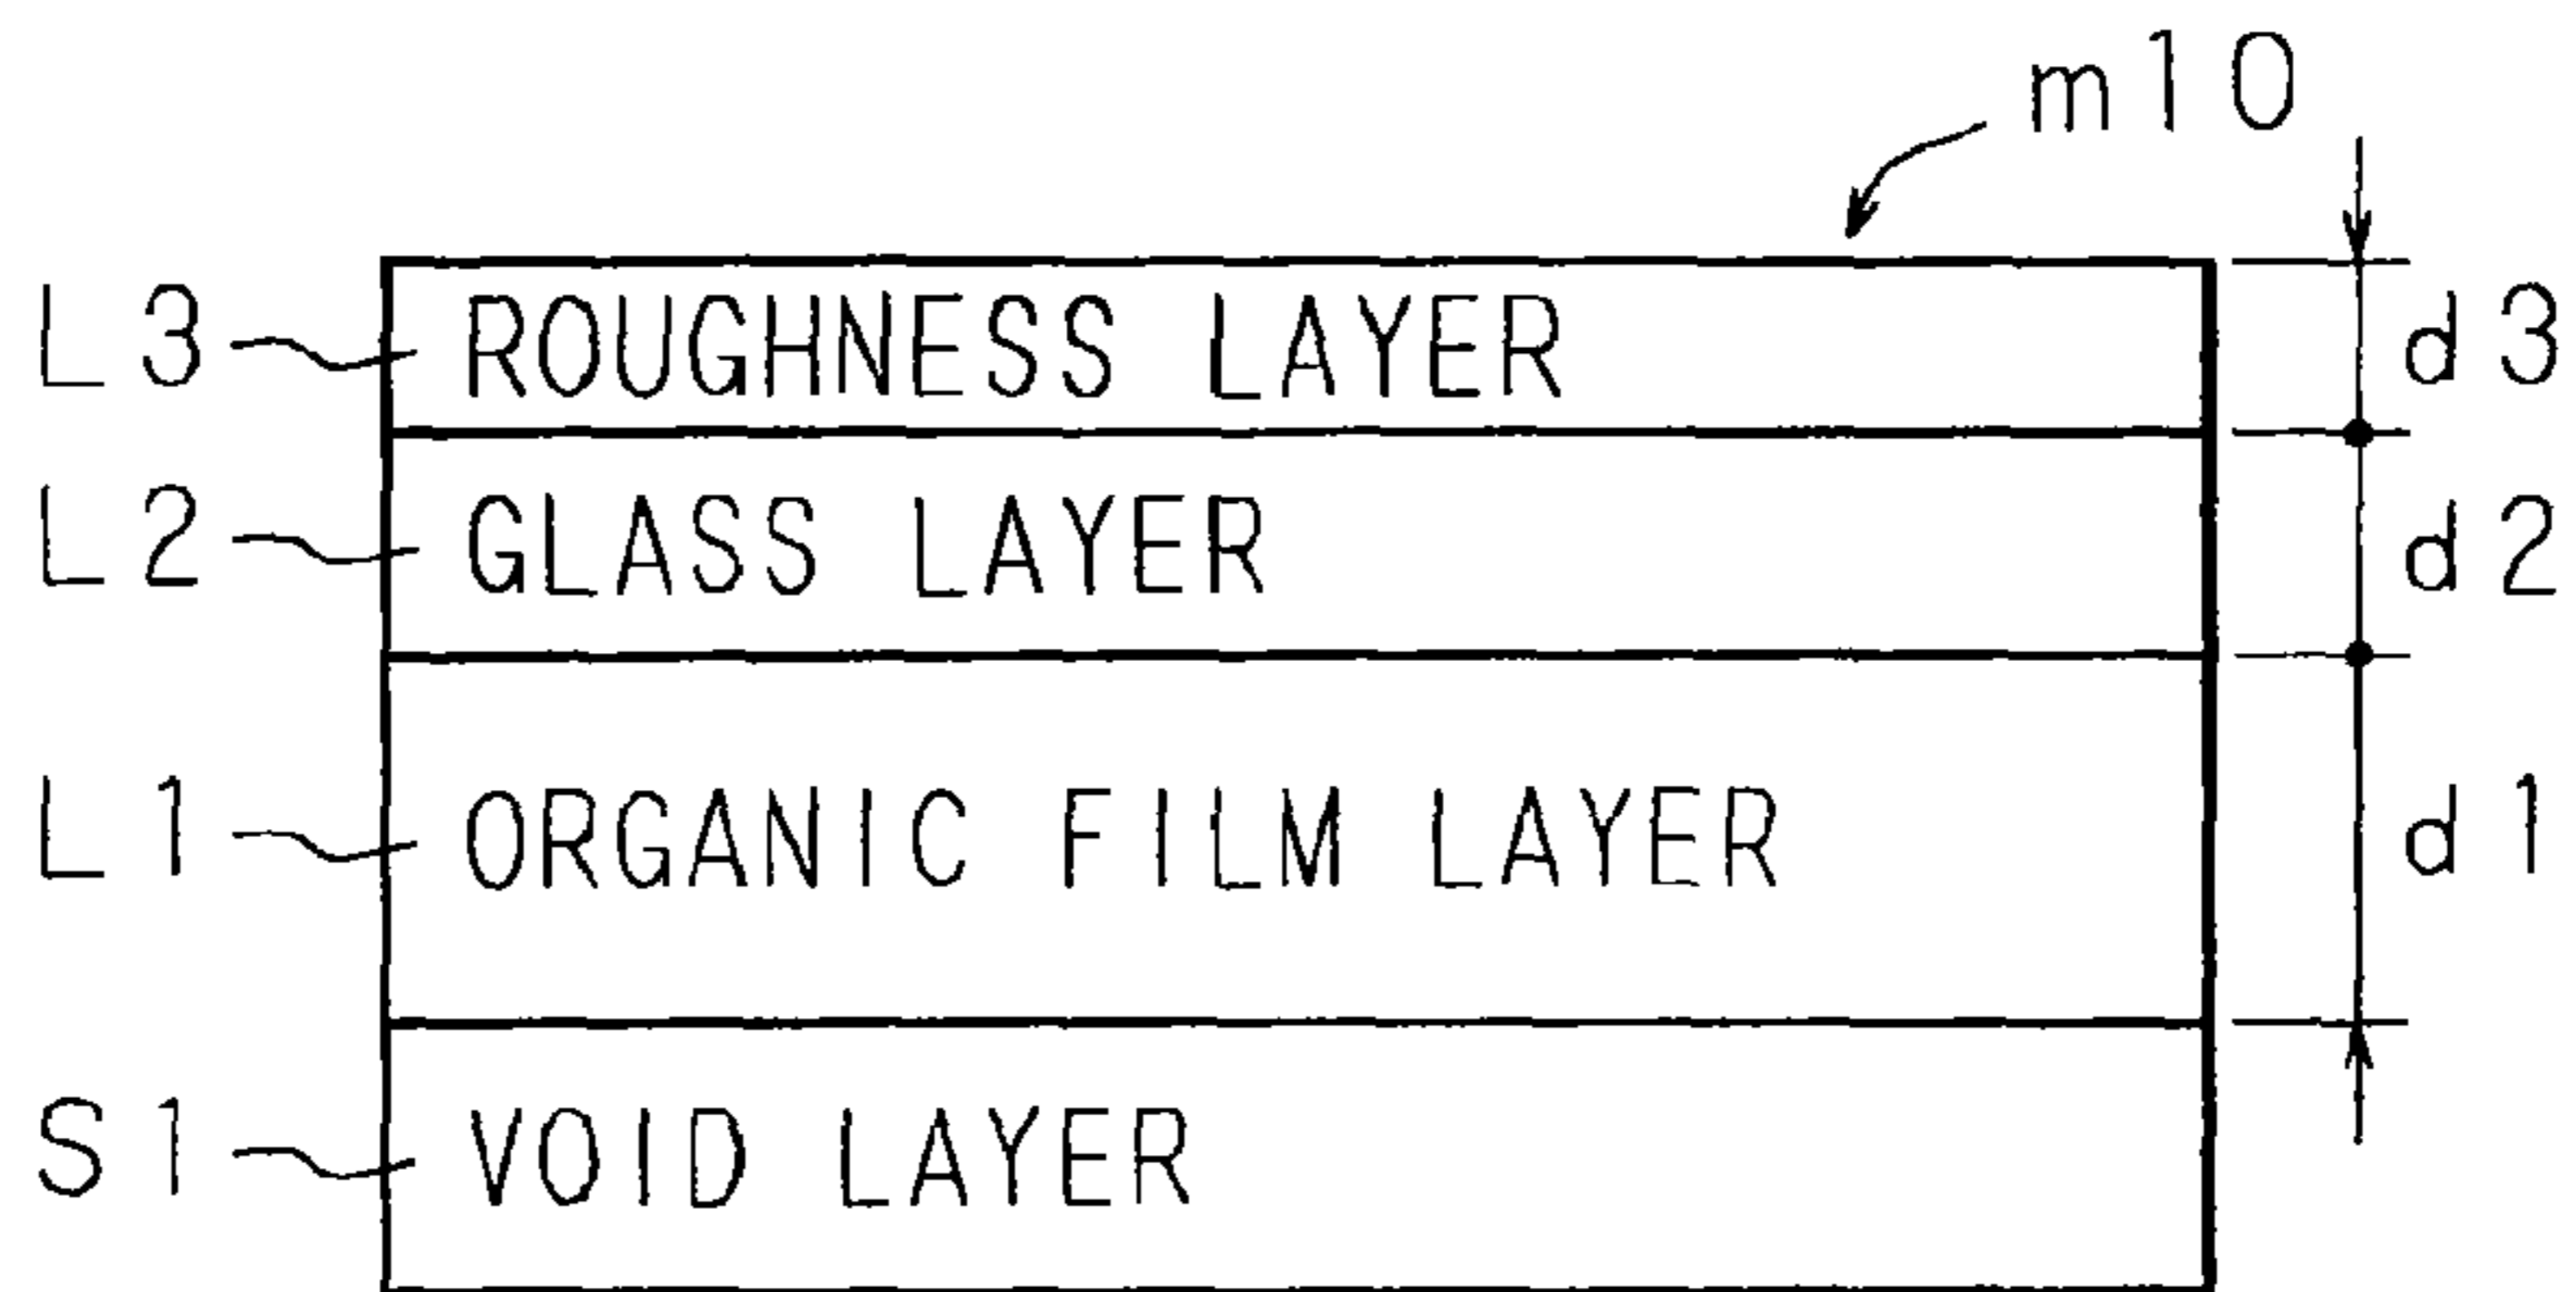 m10
L3 ROUGHNESS LAYER d3
L2 GLASS LAYER d2
L1 ORGANIC FILM LAYER d1
S1 VOID LAYER